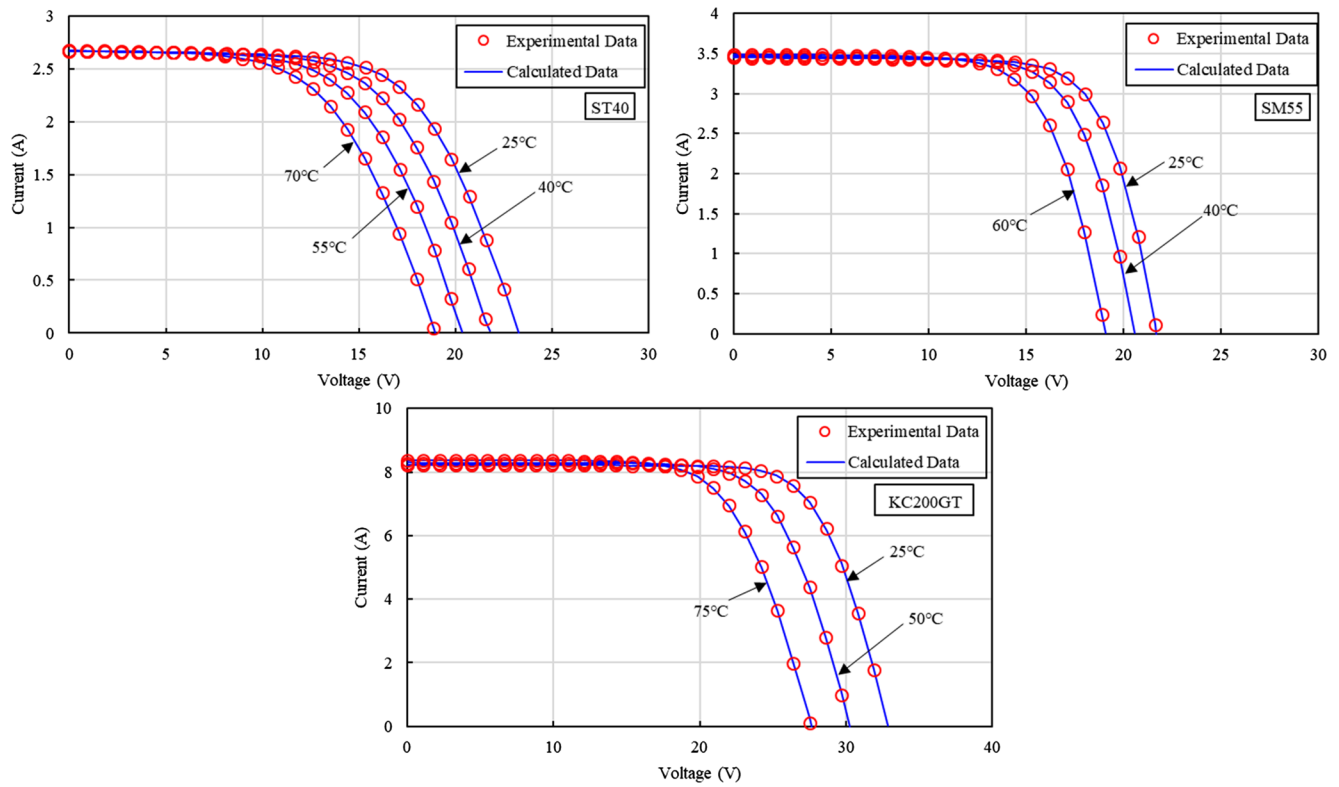 3
2.5
2
1.5
1
0.5
0
Current (A)
0 5 10 15 20 25 30
Voltage (V)
Experimental Data
Calculated Data
ST40
25°C
40°C
70°C
55°C
4
3.5
3
2.5
2
1.5
1
0.5
0
Current (A)
0 5 10 15 20 25 30
Voltage (V)
Experimental Data
Calculated Data
SM55
25°C
40°C
60°C
10
8
6
4
2
0
Current (A)
0 10 20 30 40
Voltage (V)
Experimental Data
Calculated Data
KC200GT
25°C
75°C
50°C